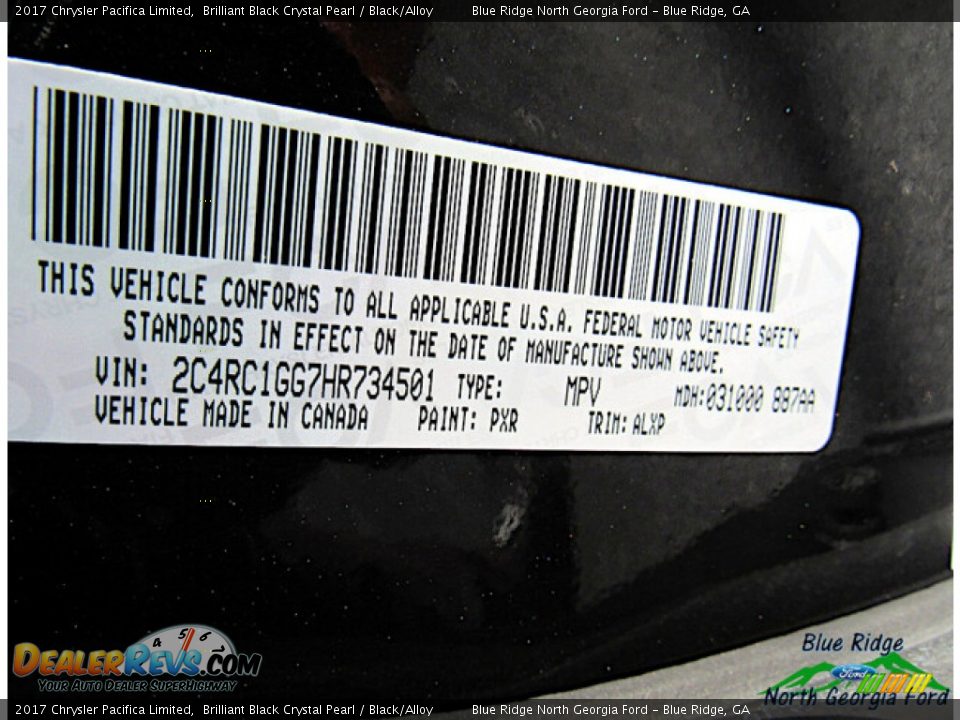 2017 Chrysler Pacifica Limited, Brilliant Black Crystal Pearl / Black/Alloy Blue Ridge North Georgia Ford - Blue Ridge, GA
THIS VEHICLE CONFORMS TO ALL APPLICABLE U.S.A. FEDERAL MOTOR VEHICLE SAFETY
STANDARDS IN EFFECT ON THE DATE OF MANUFACTURE SHOWN ABOVE.
VIN: 2C4RC1GG7HR734501 TYPE: MPV MDH:031000 887AA
VEHICLE MADE IN CANADA PAINT: PXR TRIM: ALXP
4 5 6
DEALERREVS.COM
YOUR AUTO DEALER SUPERHIGHWAY
Blue Ridge
Ford
North Georgia Ford
2017 Chrysler Pacifica Limited, Brilliant Black Crystal Pearl / Black/Alloy Blue Ridge North Georgia Ford - Blue Ridge, GA